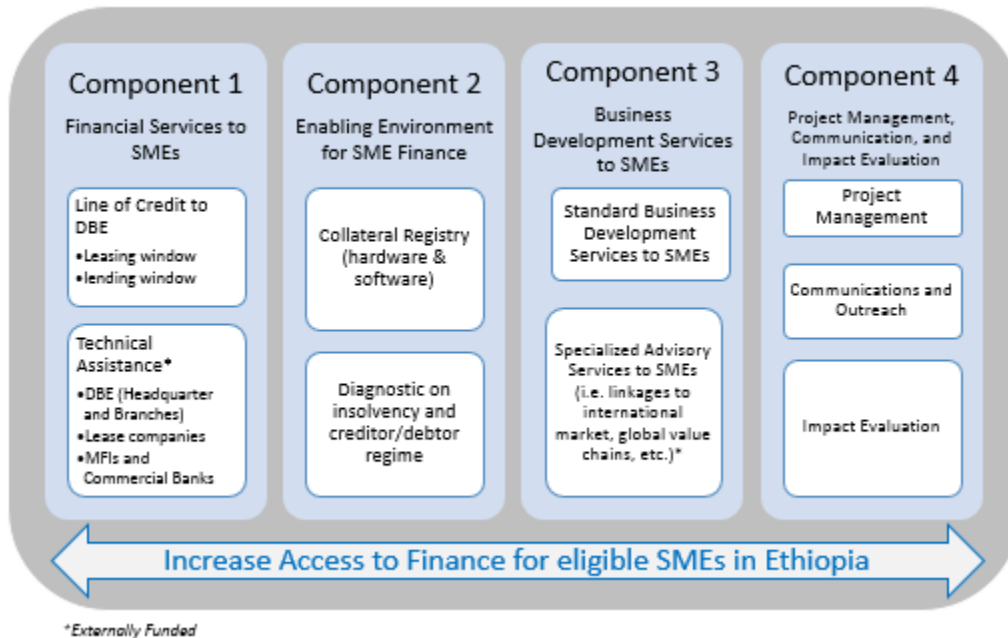 Component 1
Financial Services to
SMEs
Line of Credit to
DBE
•Leasing window
•lending window
Technical
Assistance*
•DBE (Headquarter
and Branches)
•Lease companies
•MFIs and
Commercial Banks
Component 2
Enabling Environment
for SME Finance
Collateral Registry
(hardware &
software)
Diagnostic on
insolvency and
creditor/debtor
regime
Component 3
Business
Development Services
to SMEs
Standard Business
Development
Services to SMEs
Specialized Advisory
Services to SMEs
(i.e. linkages to
international
market, global value
chains, etc.)*
Component 4
Project Management,
Communication, and
Impact Evaluation
Project
Management
Communications and
Outreach
Impact Evaluation
Increase Access to Finance for eligible SMEs in Ethiopia
*Externally Funded